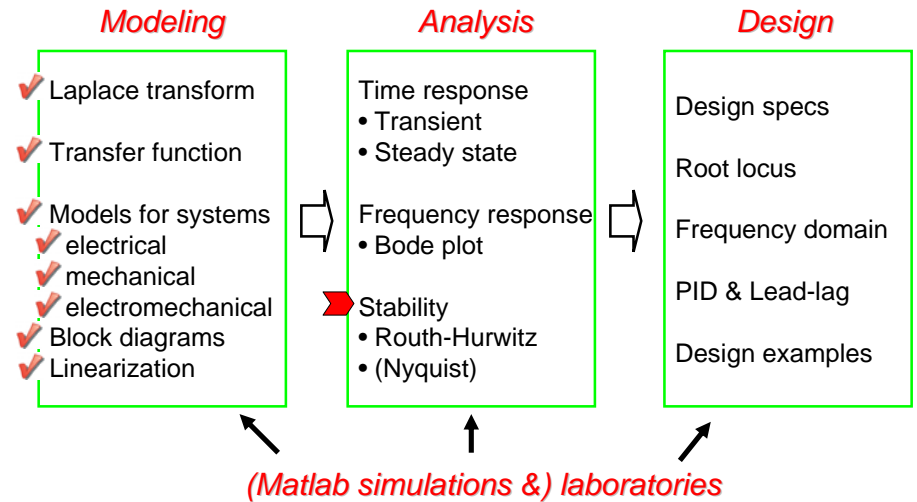 Modeling
Laplace transform
Transfer function
Models for systems
electrical
mechanical
electromechanical
Block diagrams
Linearization
Analysis
Time response
• Transient
• Steady state
Frequency response
• Bode plot
Stability
• Routh-Hurwitz
• (Nyquist)
Design
Design specs
Root locus
Frequency domain
PID & Lead-lag
Design examples
(Matlab simulations &) laboratories